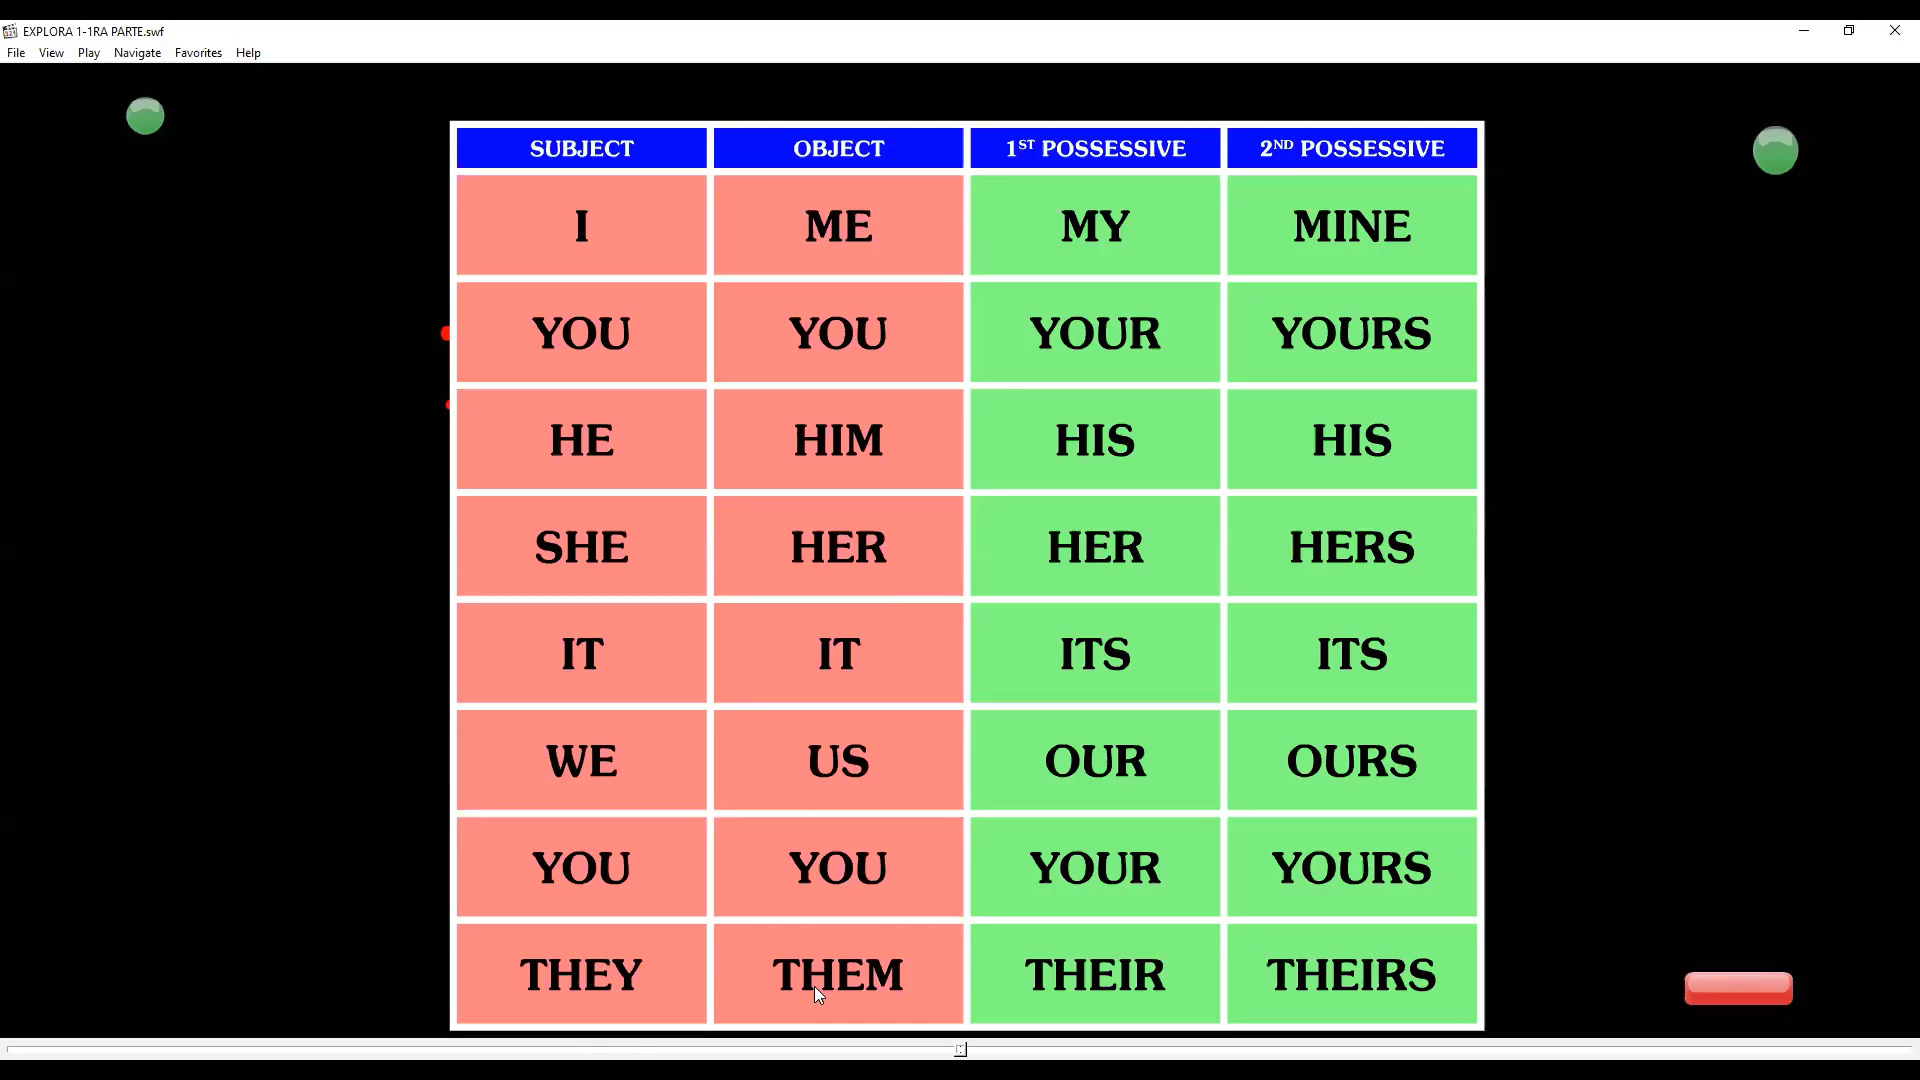 EXPLORA 1-1RA PARTE.swf
File View Play Navigate Favorites Help
SUBJECT OBJECT 1ST POSSESSIVE 2ND POSSESSIVE
I ME MY MINE
YOU YOU YOUR YOURS
HE HIM HIS HIS
SHE HER HER HERS
IT IT ITS ITS
WE US OUR OURS
YOU YOU YOUR YOURS
THEY THEM THEIR THEIRS